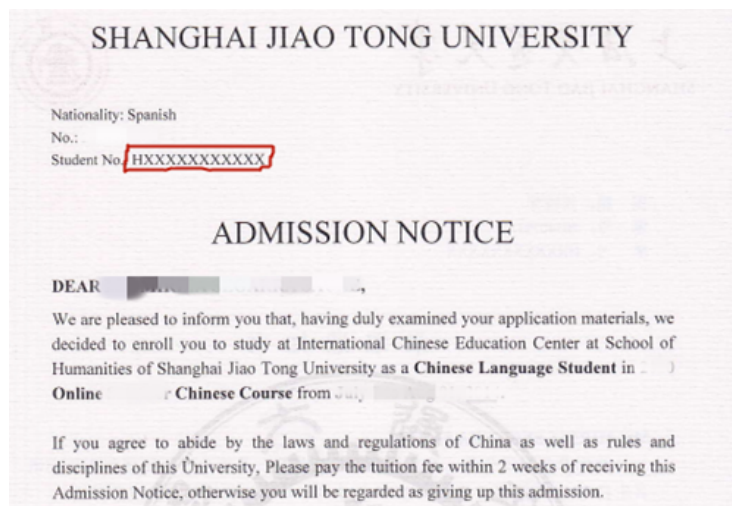 SHANGHAI JIAO TONG UNIVERSITY
Nationality: Spanish
No.:
Student No. HXXXXXXXXXXX
ADMISSION NOTICE
DEAR ,
We are pleased to inform you that, having duly examined your application materials, we
decided to enroll you to study at International Chinese Education Center at School of
Humanities of Shanghai Jiao Tong University as a Chinese Language Student in
Online Chinese Course from
If you agree to abide by the laws and regulations of China as well as rules and
disciplines of this University, Please pay the tuition fee within 2 weeks of receiving this
Admission Notice, otherwise you will be regarded as giving up this admission.